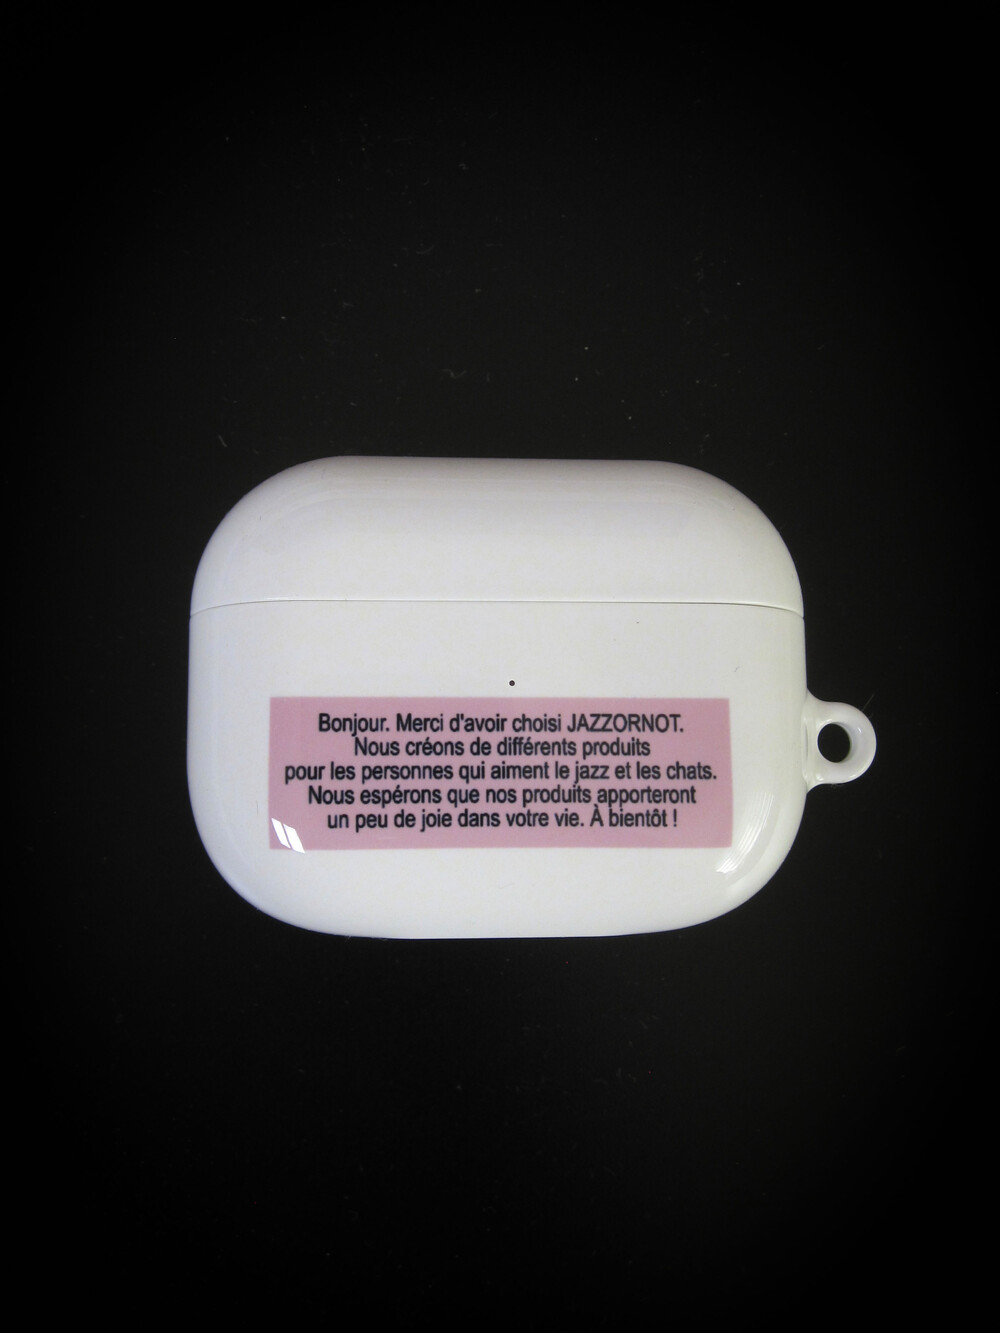 Bonjour. Merci d'avoir choisi JAZZORNOT.
Nous créons de différents produits
pour les personnes qui aiment le jazz et les chats.
Nous espérons que nos produits apporteront
un peu de joie dans votre vie. À bientôt !